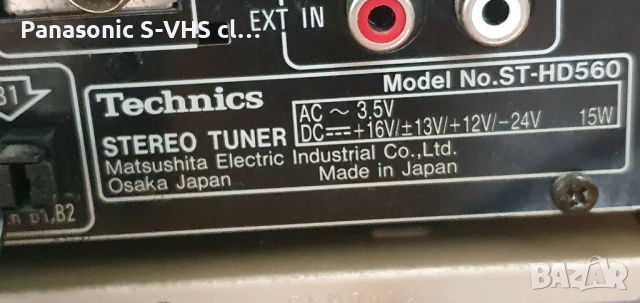 Panasonic S-VHS cl...
EXT IN
B1
Technics
Model No.ST-HD560
STEREO TUNER
AC ~ 3.5V
DC⎓+16V/±13V/+12V/-24V
15W
Matsushita Electric Industrial Co.,Ltd.
Osaka Japan
Made in Japan
B1,B2
BAZAR